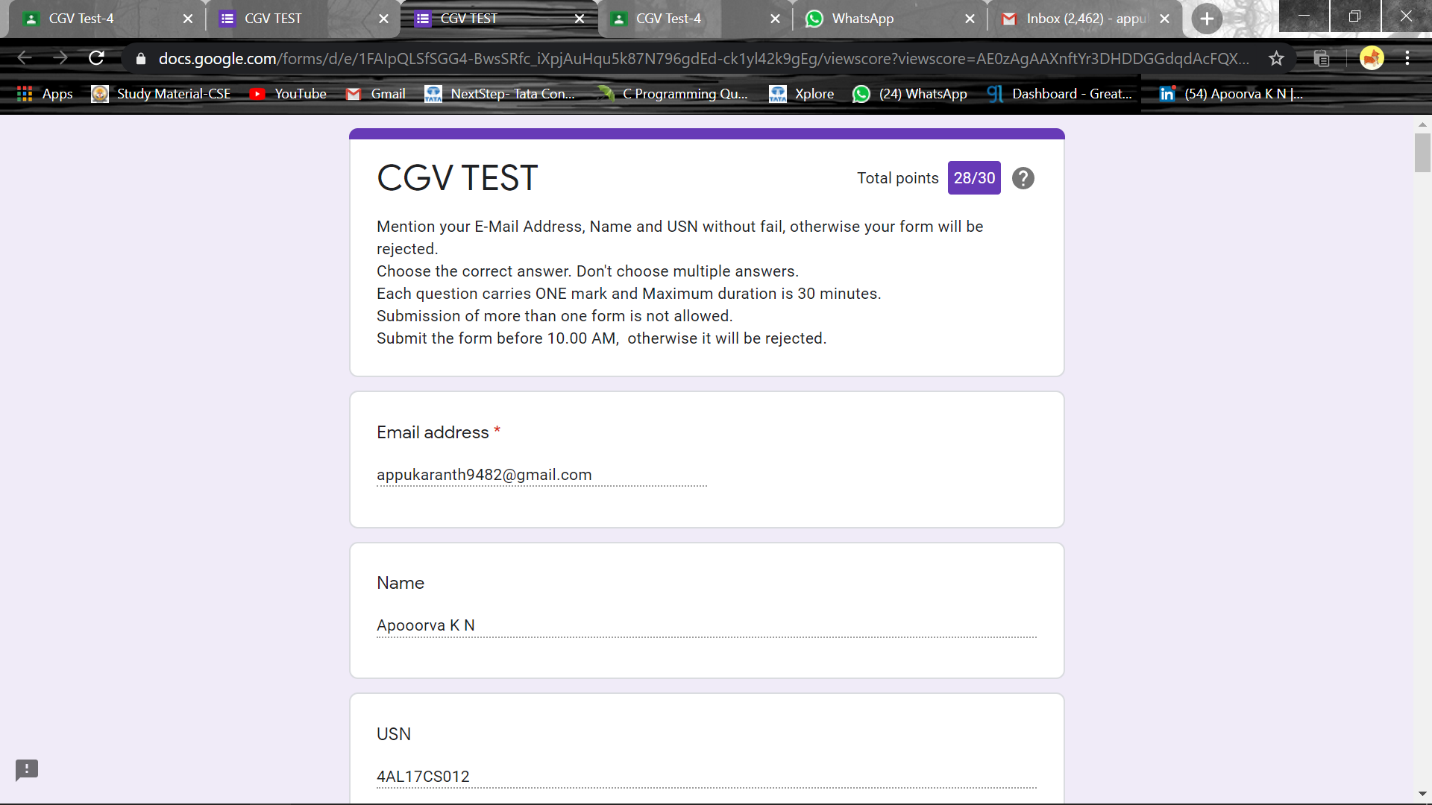 CGV Test-4
CGV TEST
CGV TEST
CGV Test-4
WhatsApp
Inbox (2,462) - appu
docs.google.com/forms/d/e/1FAIpQLSfSGG4-BwsSRfc_iXpjAuHqu5k87N796gdEd-ck1yl42k9gEg/viewscore?viewscore=AE0zAgAAXnftYr3DHDDGGdqdAcFQX...
Apps
Study Material-CSE
YouTube
Gmail
NextStep- Tata Con...
C Programming Qu...
Xplore
(24) WhatsApp
Dashboard - Great...
(54) Apoorva K N |...
CGV TEST
Total points 28/30
Mention your E-Mail Address, Name and USN without fail, otherwise your form will be
rejected.
Choose the correct answer. Don't choose multiple answers.
Each question carries ONE mark and Maximum duration is 30 minutes.
Submission of more than one form is not allowed.
Submit the form before 10.00 AM,  otherwise it will be rejected.
Email address *
appukaranth9482@gmail.com
Name
Apooorva K N
USN
4AL17CS012